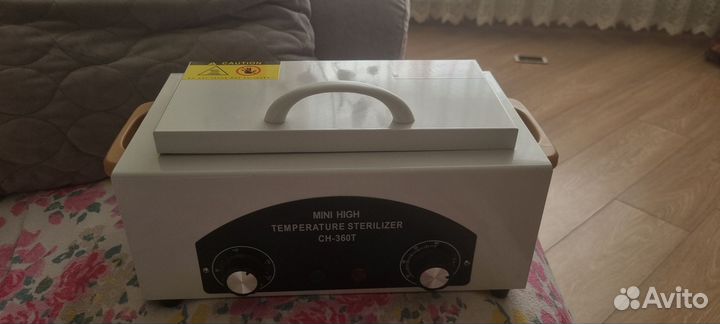 CAUTION
MINI HIGH
TEMPERATURE STERILIZER
CH-360T
Avito